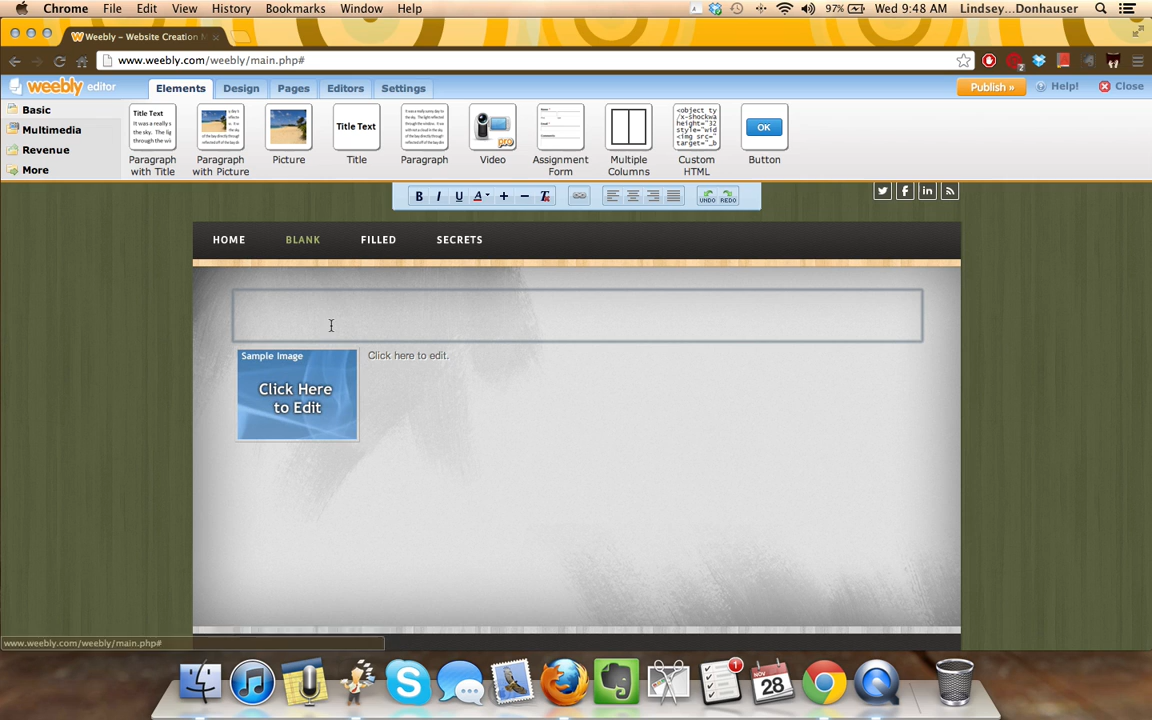 Chrome File Edit View History Bookmarks Window Help 97% Wed 9:48 AM Lindsey...Donhauser
Weebly – Website Creation M
www.weebly.com/weebly/main.php#
weebly editor Elements Design Pages Editors Settings Publish » Help! Close
Basic
Multimedia
Revenue
More
Title Text
Title Text
OK
Paragraph with Title
Paragraph with Picture
Picture
Title
Paragraph
Video
Assignment Form
Multiple Columns
Custom HTML
Button
B I U A + − T UNDO REDO
HOME BLANK FILLED SECRETS
Sample Image
Click Here
to Edit
Click here to edit.
www.weebly.com/weebly/main.php#
1
NOV
28